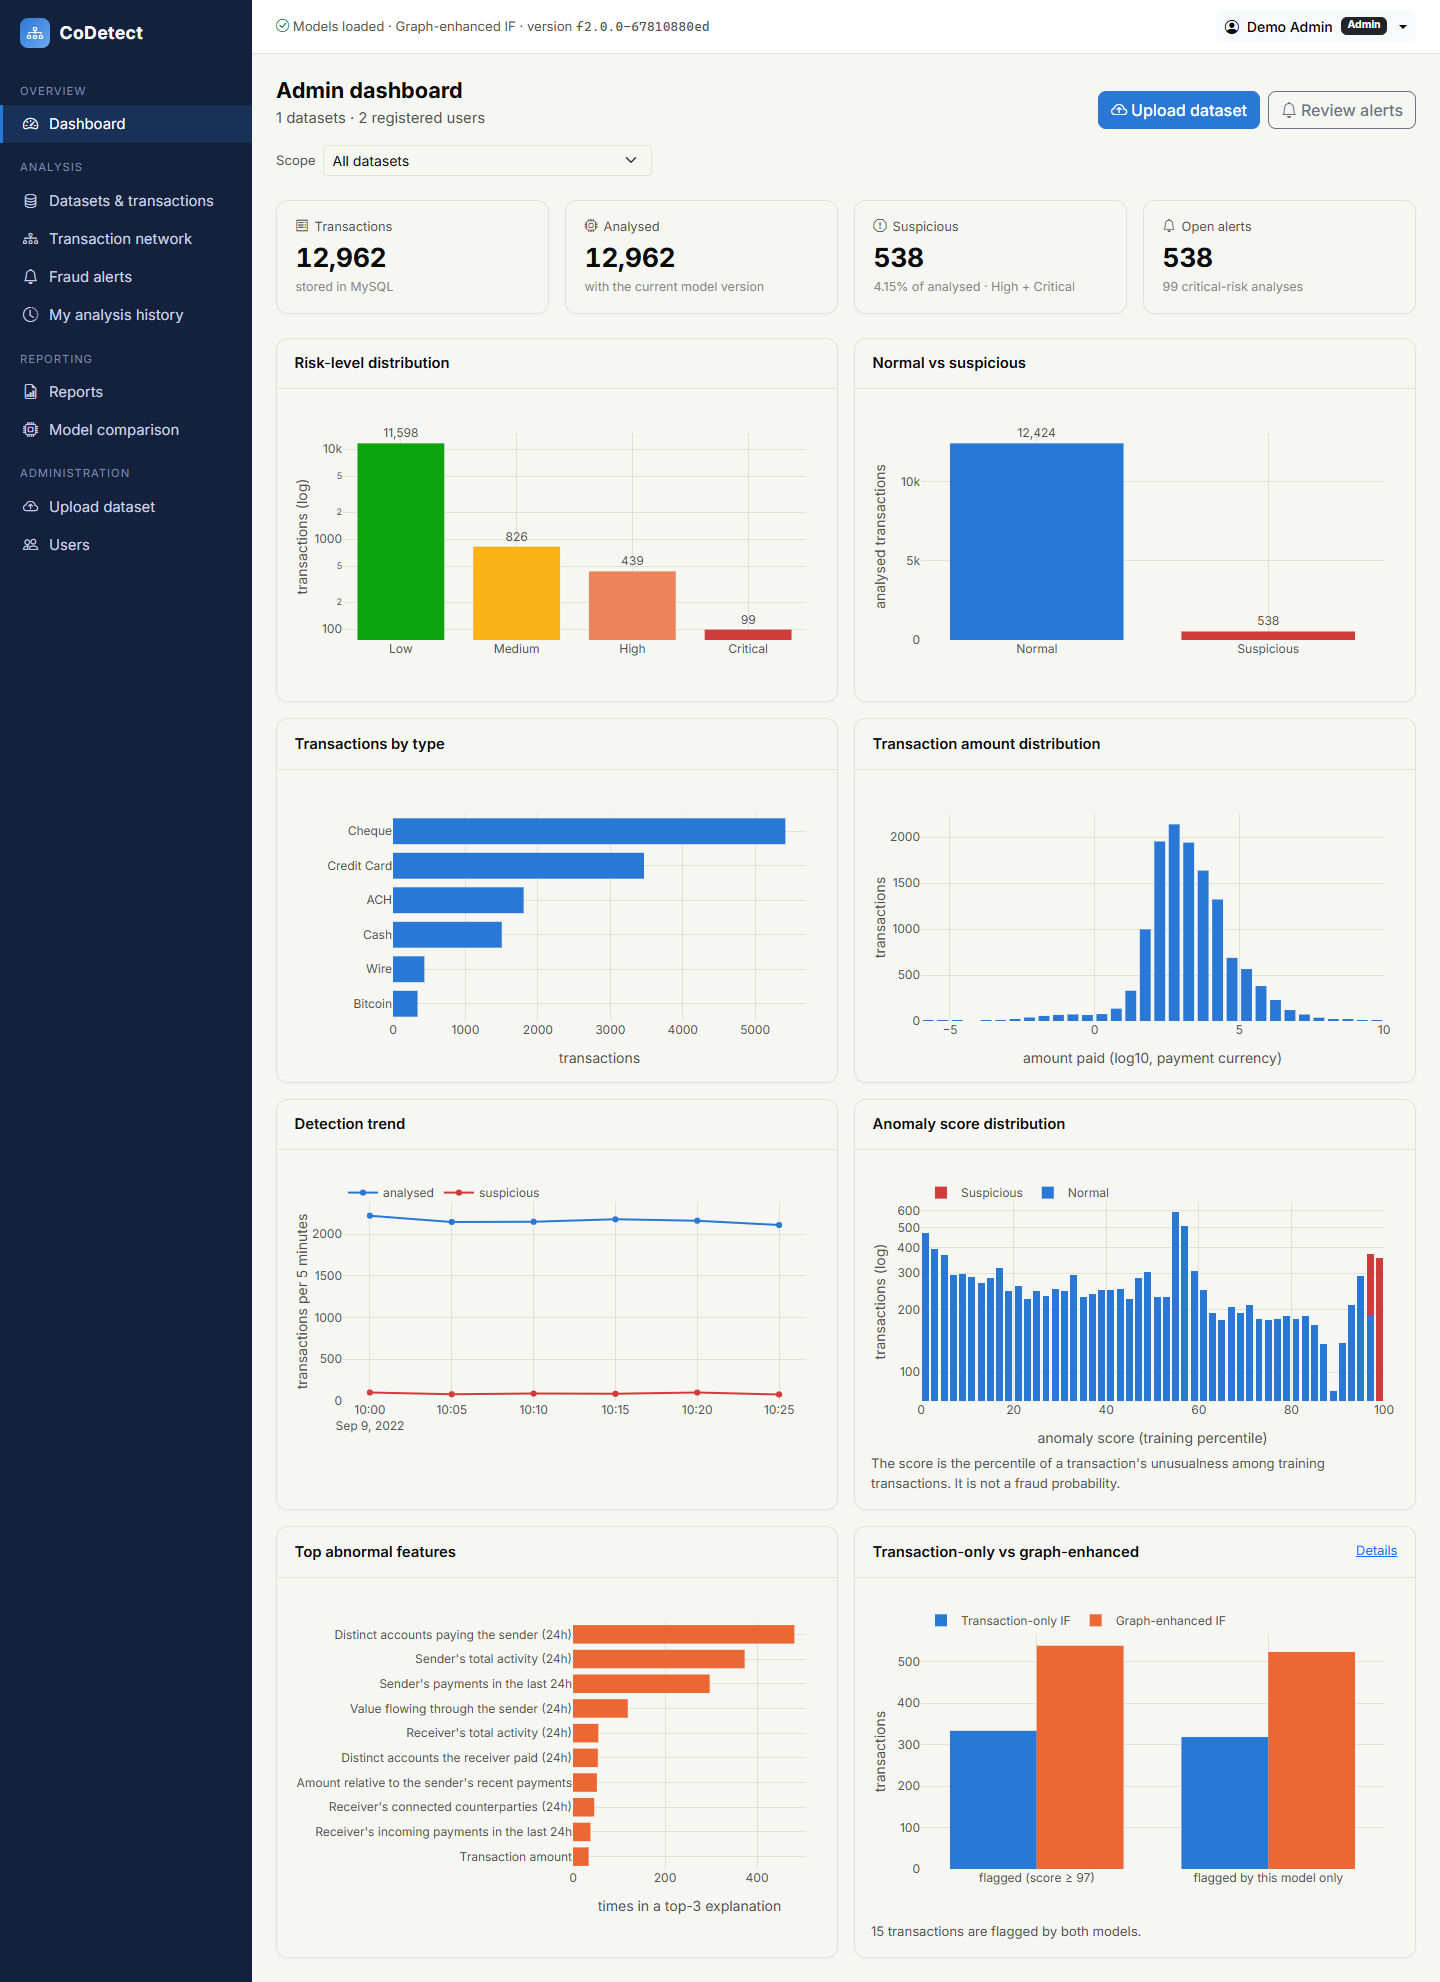 CoDetect
OVERVIEW
Dashboard
ANALYSIS
Datasets & transactions
Transaction network
Fraud alerts
My analysis history
REPORTING
Reports
Model comparison
ADMINISTRATION
Upload dataset
Users
Models loaded · Graph-enhanced IF · version f2.0.0-67810880ed
Demo Admin Admin
Admin dashboard
1 datasets · 2 registered users
Upload dataset
Review alerts
Scope All datasets
Transactions
12,962
stored in MySQL
Analysed
12,962
with the current model version
Suspicious
538
4.15% of analysed · High + Critical
Open alerts
538
99 critical-risk analyses
Risk-level distribution
transactions (log)
10k
5
2
1000
5
2
100
11,598
826
439
99
Low Medium High Critical
Normal vs suspicious
analysed transactions
10k
5k
0
12,424
538
Normal Suspicious
Transactions by type
Cheque
Credit Card
ACH
Cash
Wire
Bitcoin
0 1000 2000 3000 4000 5000
transactions
Transaction amount distribution
transactions
2000
1500
1000
500
0
−5 0 5 10
amount paid (log10, payment currency)
Detection trend
analysed suspicious
transactions per 5 minutes
2000
1500
1000
500
0
10:00 10:05 10:10 10:15 10:20 10:25
Sep 9, 2022
Anomaly score distribution
Suspicious Normal
transactions (log)
600
500
400
300
200
100
0 20 40 60 80 100
anomaly score (training percentile)
The score is the percentile of a transaction's unusualness among training
transactions. It is not a fraud probability.
Top abnormal features
Distinct accounts paying the sender (24h)
Sender's total activity (24h)
Sender's payments in the last 24h
Value flowing through the sender (24h)
Receiver's total activity (24h)
Distinct accounts the receiver paid (24h)
Amount relative to the sender's recent payments
Receiver's connected counterparties (24h)
Receiver's incoming payments in the last 24h
Transaction amount
0 200 400
times in a top-3 explanation
Transaction-only vs graph-enhanced
Details
Transaction-only IF Graph-enhanced IF
transactions
500
400
300
200
100
0
flagged (score ≥ 97) flagged by this model only
15 transactions are flagged by both models.